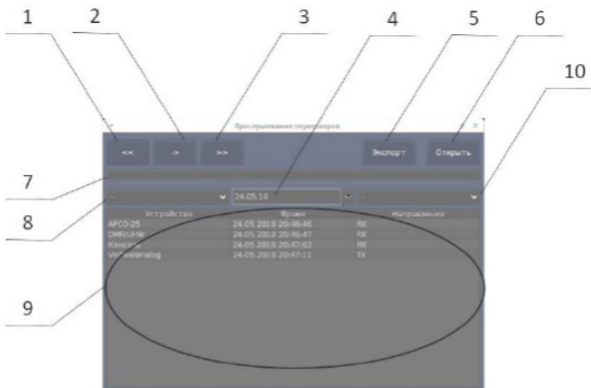 1 2 3 4 5 6
Прослушивание переговоров
<< -> >> Экспорт Открыть
10
7
24.05.18
8
Устройство Время Направление
APCO-25 24.05.2018 20:46:46 RX
24.05.2018 20:46:47 RX
Консоль 24.05.2018 20:47:02 RX
24.05.2018 20:47:11 TX
9